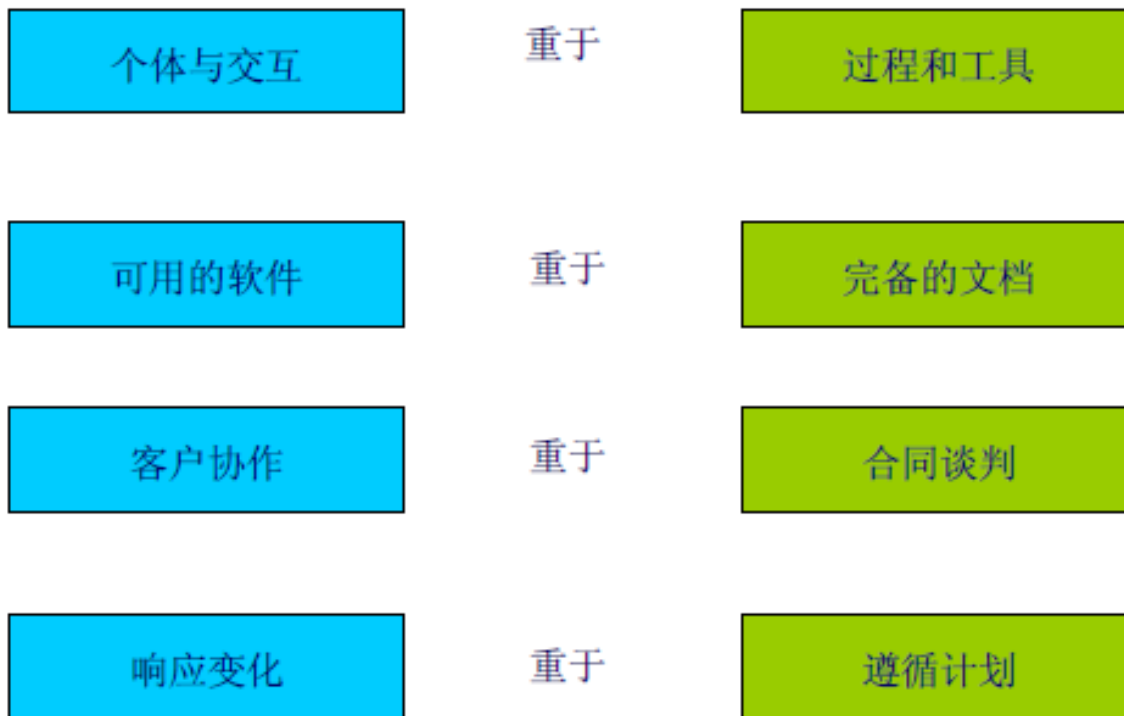 个体与交互 重于 过程和工具
可用的软件 重于 完备的文档
客户协作 重于 合同谈判
响应变化 重于 遵循计划